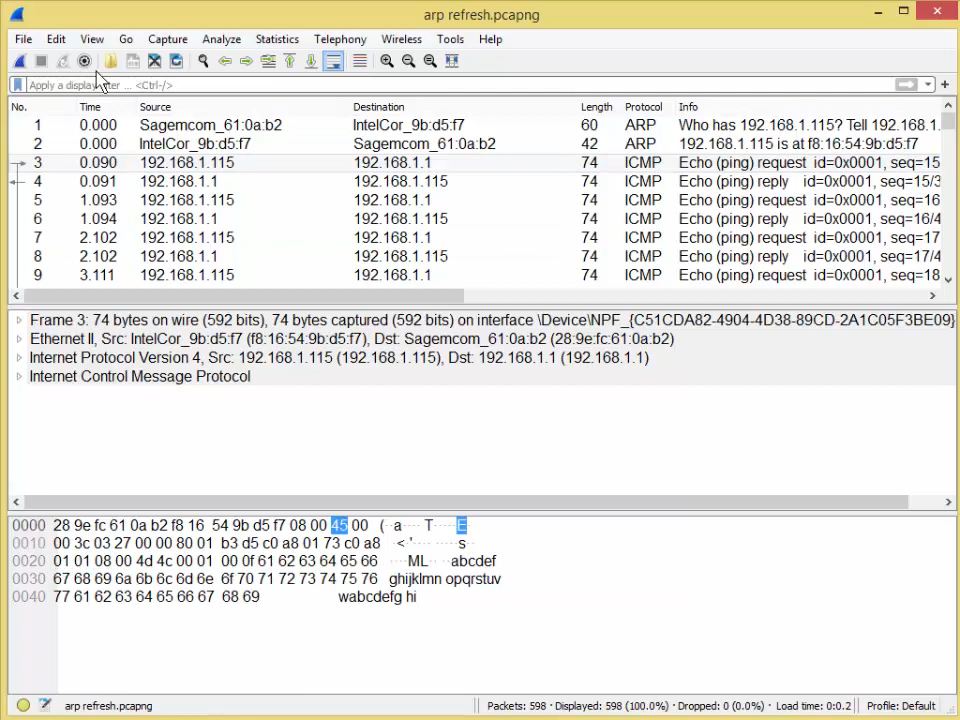 arp refresh.pcapng
File Edit View Go Capture Analyze Statistics Telephony Wireless Tools Help
Apply a display ter ... <Ctrl-/>
No. Time Source Destination Length Protocol Info
1 0.000 Sagemcom_61:0a:b2 IntelCor_9b:d5:f7 60 ARP Who has 192.168.1.115? Tell 192.168.1.
2 0.000 IntelCor_9b:d5:f7 Sagemcom_61:0a:b2 42 ARP 192.168.1.115 is at f8:16:54:9b:d5:f7
3 0.090 192.168.1.115 192.168.1.1 74 ICMP Echo (ping) request id=0x0001, seq=15
4 0.091 192.168.1.1 192.168.1.115 74 ICMP Echo (ping) reply id=0x0001, seq=15/3
5 1.093 192.168.1.115 192.168.1.1 74 ICMP Echo (ping) request id=0x0001, seq=16
6 1.094 192.168.1.1 192.168.1.115 74 ICMP Echo (ping) reply id=0x0001, seq=16/4
7 2.102 192.168.1.115 192.168.1.1 74 ICMP Echo (ping) request id=0x0001, seq=17
8 2.102 192.168.1.1 192.168.1.115 74 ICMP Echo (ping) reply id=0x0001, seq=17/4
9 3.111 192.168.1.115 192.168.1.1 74 ICMP Echo (ping) request id=0x0001, seq=18
Frame 3: 74 bytes on wire (592 bits), 74 bytes captured (592 bits) on interface \Device\NPF_{C51CDA82-4904-4D38-89CD-2A1C05F3BE09}
Ethernet II, Src: IntelCor_9b:d5:f7 (f8:16:54:9b:d5:f7), Dst: Sagemcom_61:0a:b2 (28:9e:fc:61:0a:b2)
Internet Protocol Version 4, Src: 192.168.1.115 (192.168.1.115), Dst: 192.168.1.1 (192.168.1.1)
Internet Control Message Protocol
0000 28 9e fc 61 0a b2 f8 16 54 9b d5 f7 08 00 45 00 (··a···· T·····E·
0010 00 3c 03 27 00 00 80 01 b3 d5 c0 a8 01 73 c0 a8 ·<·'···· ·····s··
0020 01 01 08 00 4d 4c 00 01 00 0f 61 62 63 64 65 66 ····ML·· ··abcdef
0030 67 68 69 6a 6b 6c 6d 6e 6f 70 71 72 73 74 75 76 ghijklmn opqrstuv
0040 77 61 62 63 64 65 66 67 68 69 wabcdefg hi
arp refresh.pcapng Packets: 598 · Displayed: 598 (100.0%) · Dropped: 0 (0.0%) · Load time: 0:0.2 Profile: Default